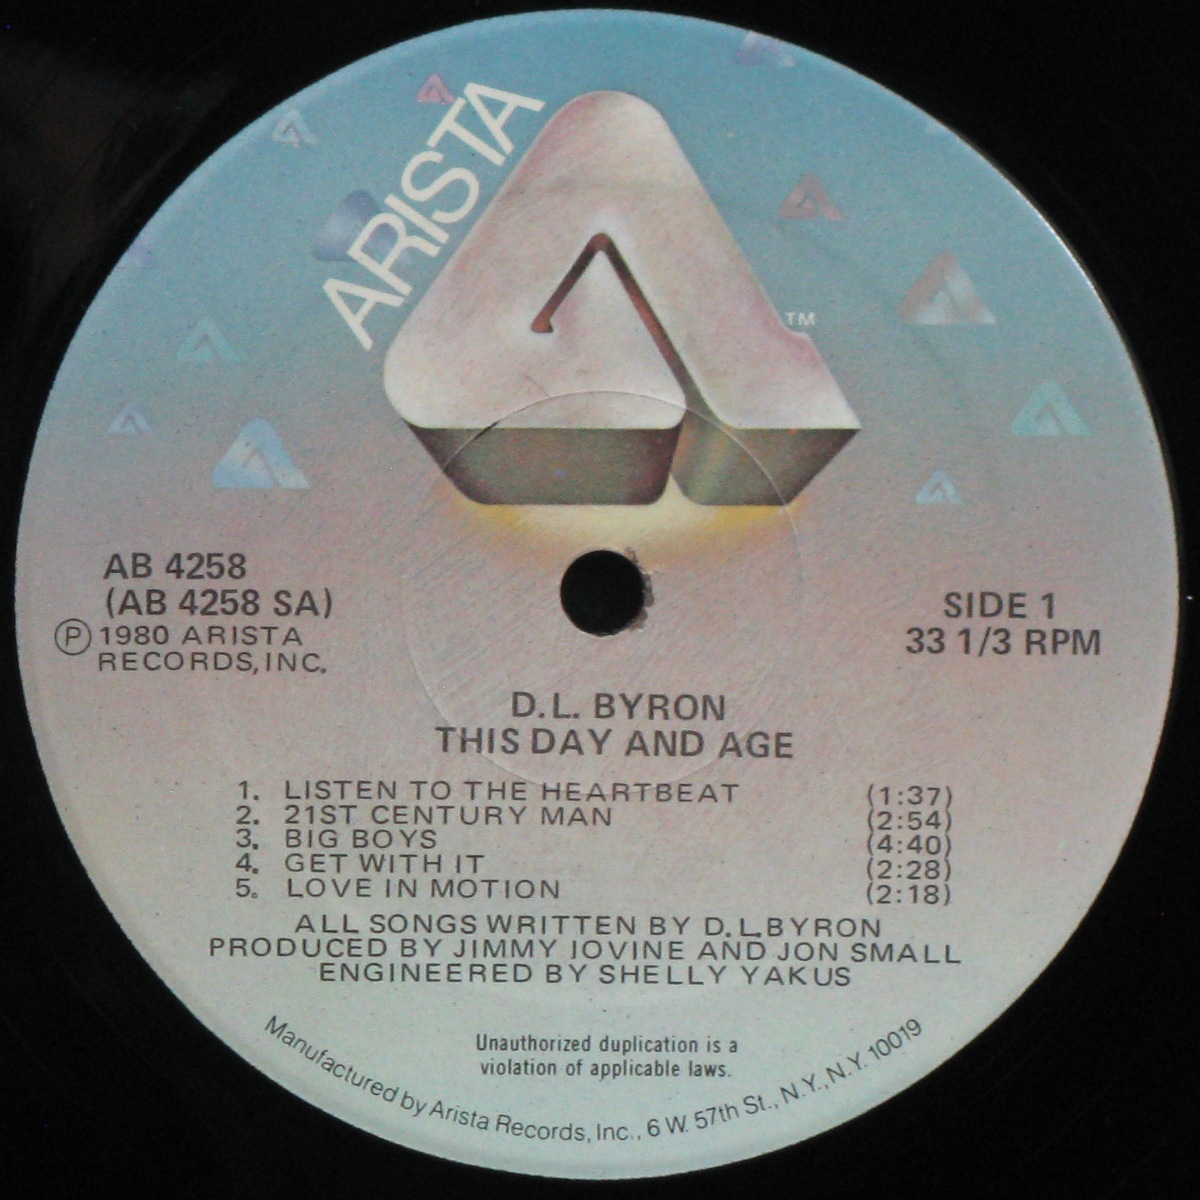 ARISTA
TM
AB 4258
(AB 4258 SA)
Ⓟ 1980 ARISTA
RECORDS, INC.
SIDE 1
33 1/3 RPM
D.L. BYRON
THIS DAY AND AGE
1. LISTEN TO THE HEARTBEAT (1:37)
2. 21ST CENTURY MAN (2:54)
3. BIG BOYS (4:40)
4. GET WITH IT (2:28)
5. LOVE IN MOTION (2:18)
ALL SONGS WRITTEN BY D.L.BYRON
PRODUCED BY JIMMY IOVINE AND JON SMALL
ENGINEERED BY SHELLY YAKUS
Unauthorized duplication is a
violation of applicable laws.
Manufactured by Arista Records, Inc., 6 W. 57th St., N.Y., N.Y. 10019